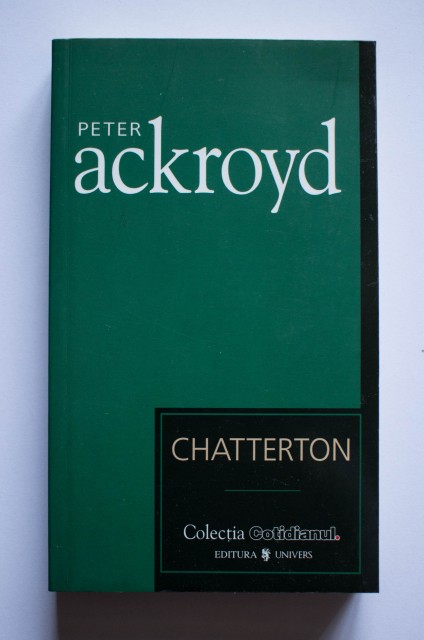 PETER
ackroyd
CHATTERTON
Colecția Cotidianul.
EDITURA UNIVERS